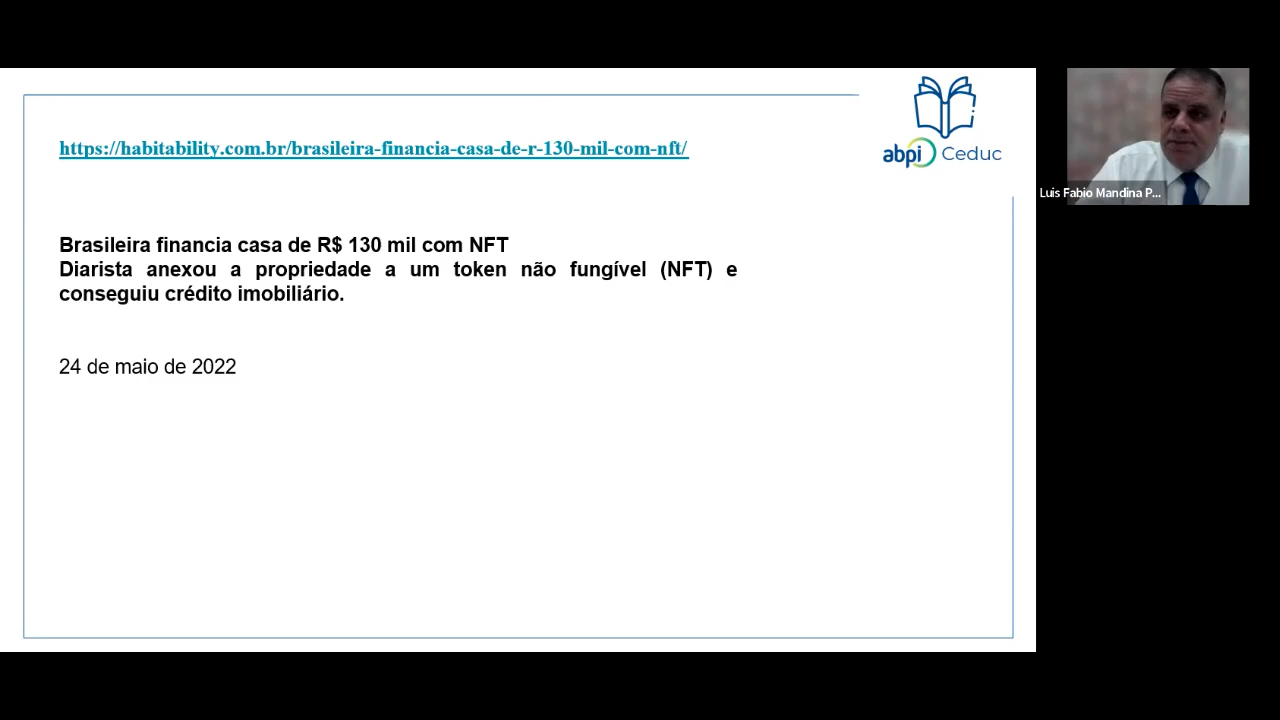 https://habitability.com.br/brasileira-financia-casa-de-r-130-mil-com-nft/
abpi Ceduc
Luis Fabio Mandina P...
Brasileira financia casa de R$ 130 mil com NFT
Diarista anexou a propriedade a um token não fungível (NFT) e
conseguiu crédito imobiliário.
24 de maio de 2022